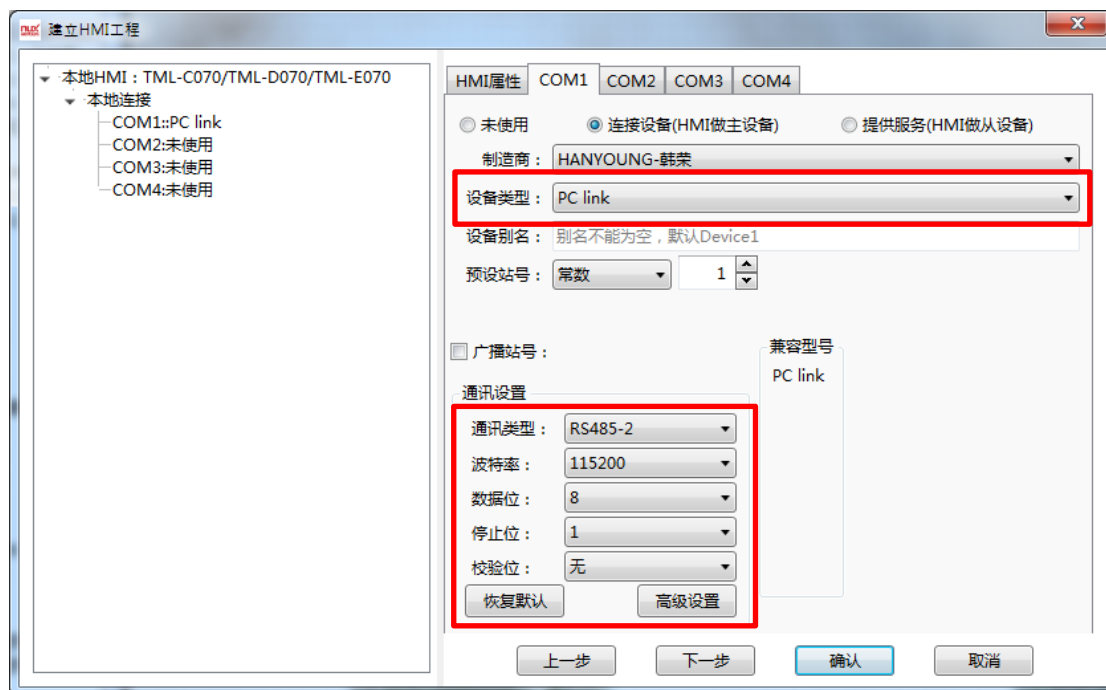 nux 建立HMI工程
本地HMI：TML-C070/TML-D070/TML-E070
本地连接
COM1::PC link
COM2:未使用
COM3:未使用
COM4:未使用
HMI属性 COM1 COM2 COM3 COM4
未使用 连接设备(HMI做主设备) 提供服务(HMI做从设备)
制造商： HANYOUNG-韩荣
设备类型： PC link
设备别名： 别名不能为空，默认Device1
预设站号： 常数 1
广播站号：
兼容型号
PC link
通讯设置
通讯类型： RS485-2
波特率： 115200
数据位： 8
停止位： 1
校验位： 无
恢复默认 高级设置
上一步 下一步 确认 取消